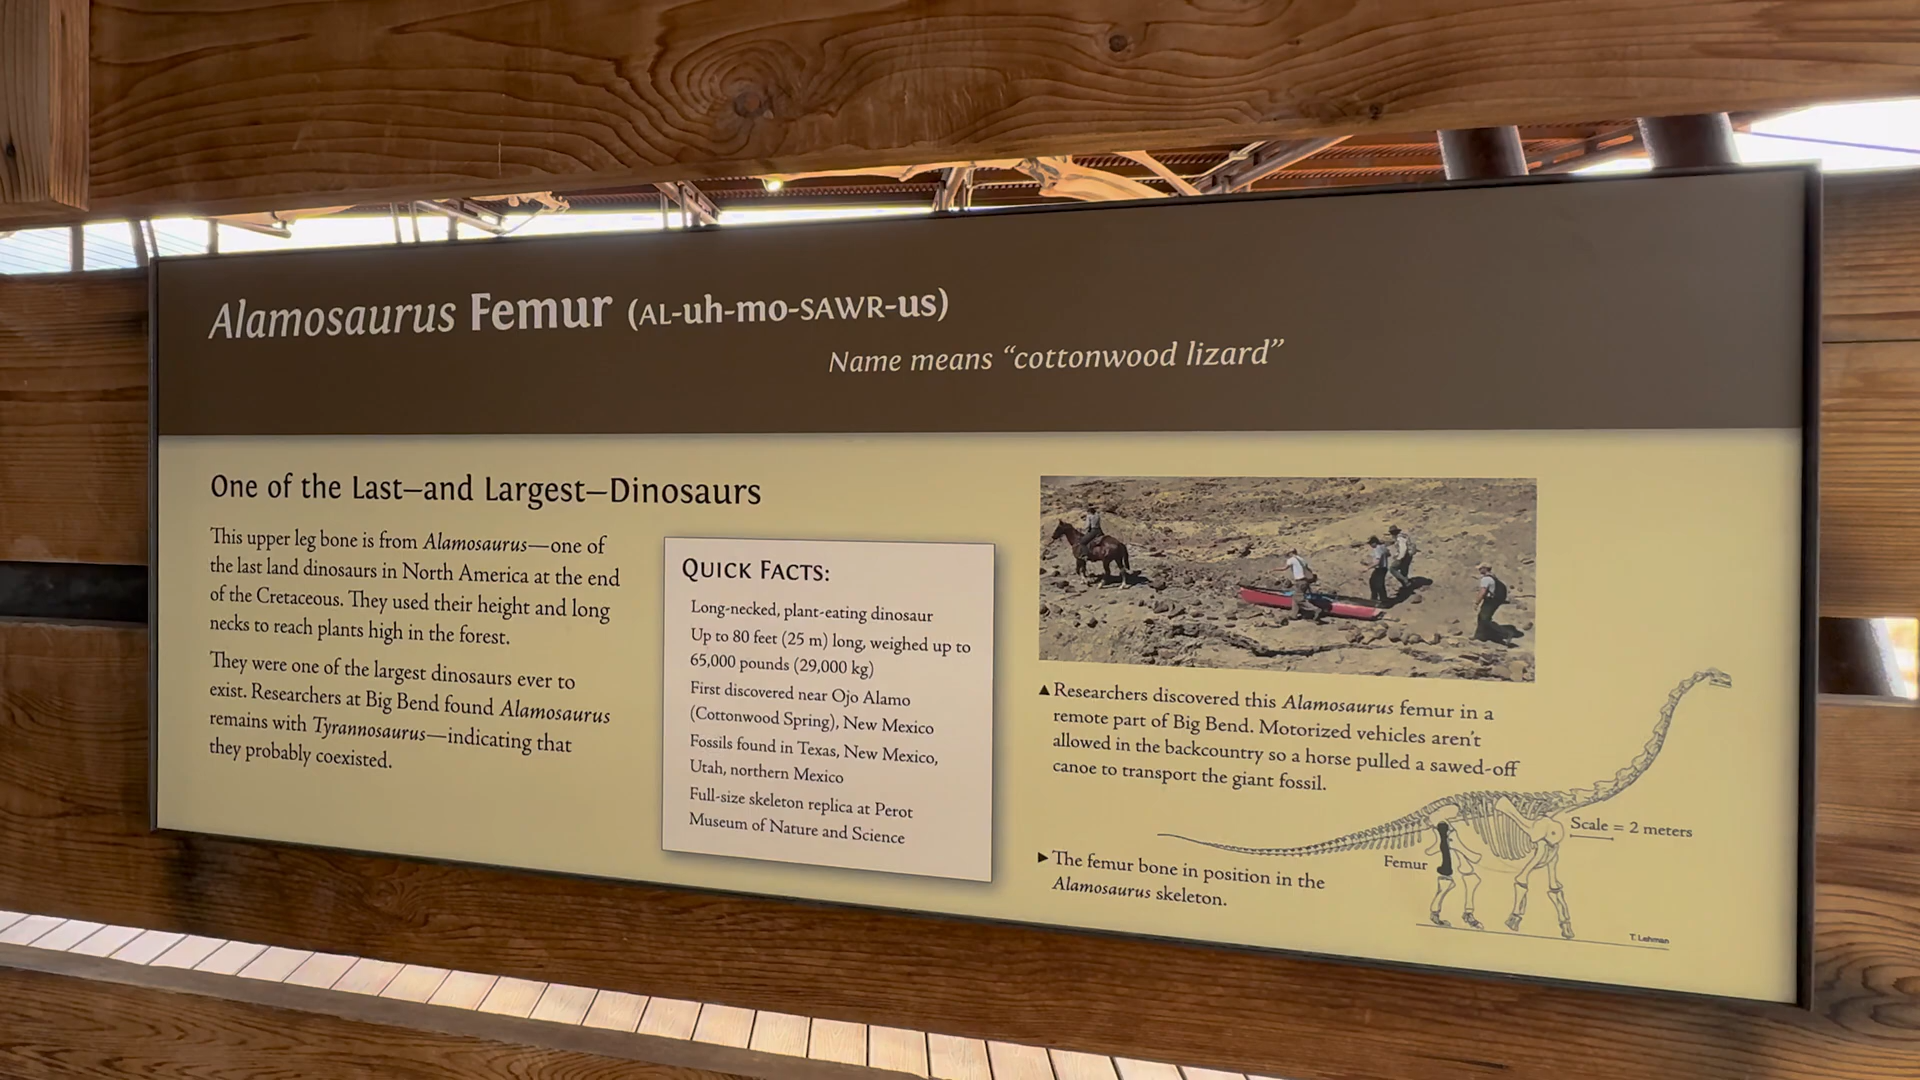 Alamosaurus Femur (AL-uh-mo-SAWR-us)
Name means “cottonwood lizard”
One of the Last—and Largest—Dinosaurs
This upper leg bone is from Alamosaurus—one of
the last land dinosaurs in North America at the end
of the Cretaceous. They used their height and long
necks to reach plants high in the forest.
They were one of the largest dinosaurs ever to
exist. Researchers at Big Bend found Alamosaurus
remains with Tyrannosaurus—indicating that
they probably coexisted.
QUICK FACTS:
Long-necked, plant-eating dinosaur
Up to 80 feet (25 m) long, weighed up to
65,000 pounds (29,000 kg)
First discovered near Ojo Alamo
(Cottonwood Spring), New Mexico
Fossils found in Texas, New Mexico,
Utah, northern Mexico
Full-size skeleton replica at Perot
Museum of Nature and Science
▲Researchers discovered this Alamosaurus femur in a
remote part of Big Bend. Motorized vehicles aren’t
allowed in the backcountry so a horse pulled a sawed-off
canoe to transport the giant fossil.
▶The femur bone in position in the
Alamosaurus skeleton.
Femur
Scale = 2 meters
T. Lehman